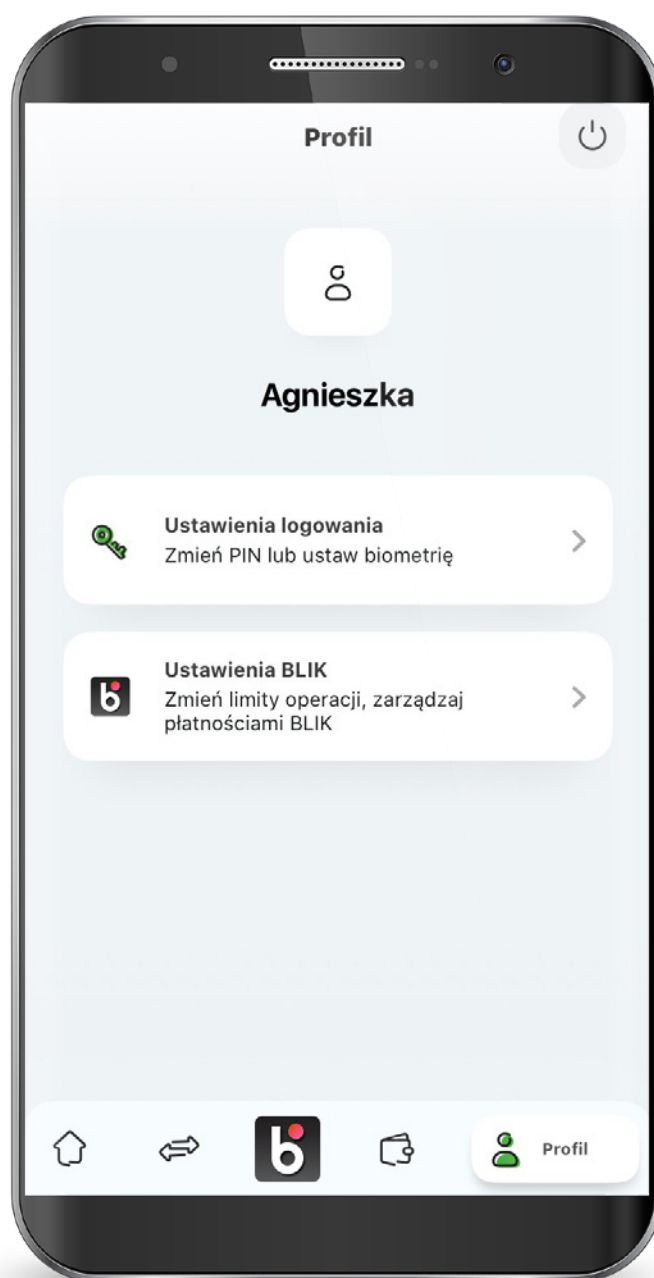 Profil
Agnieszka
Ustawienia logowania
Zmień PIN lub ustaw biometrię
Ustawienia BLIK
Zmień limity operacji, zarządzaj
płatnościami BLIK
Profil